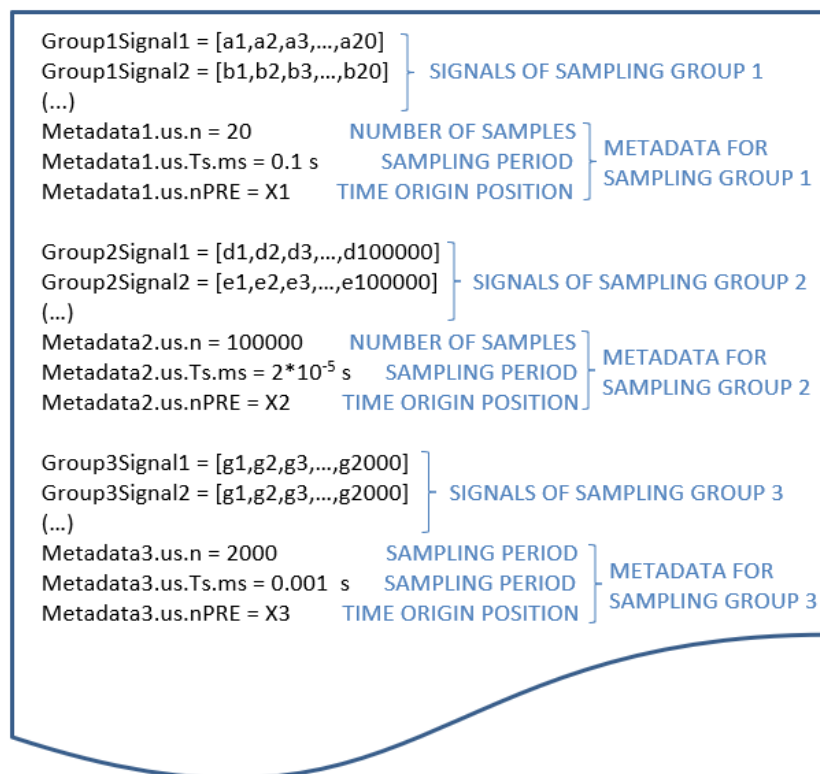 Group1Signal1 = [a1,a2,a3,...,a20]
Group1Signal2 = [b1,b2,b3,...,b20] SIGNALS OF SAMPLING GROUP 1
(...)
Metadata1.us.n = 20 NUMBER OF SAMPLES
Metadata1.us.Ts.ms = 0.1 s SAMPLING PERIOD METADATA FOR SAMPLING GROUP 1
Metadata1.us.nPRE = X1 TIME ORIGIN POSITION
Group2Signal1 = [d1,d2,d3,...,d100000]
Group2Signal2 = [e1,e2,e3,...,e100000] SIGNALS OF SAMPLING GROUP 2
(...)
Metadata2.us.n = 100000 NUMBER OF SAMPLES
Metadata2.us.Ts.ms = 2*10⁻⁵ s SAMPLING PERIOD METADATA FOR SAMPLING GROUP 2
Metadata2.us.nPRE = X2 TIME ORIGIN POSITION
Group3Signal1 = [g1,g2,g3,...,g2000]
Group3Signal2 = [g1,g2,g3,...,g2000] SIGNALS OF SAMPLING GROUP 3
(...)
Metadata3.us.n = 2000 SAMPLING PERIOD
Metadata3.us.Ts.ms = 0.001 s SAMPLING PERIOD METADATA FOR SAMPLING GROUP 3
Metadata3.us.nPRE = X3 TIME ORIGIN POSITION